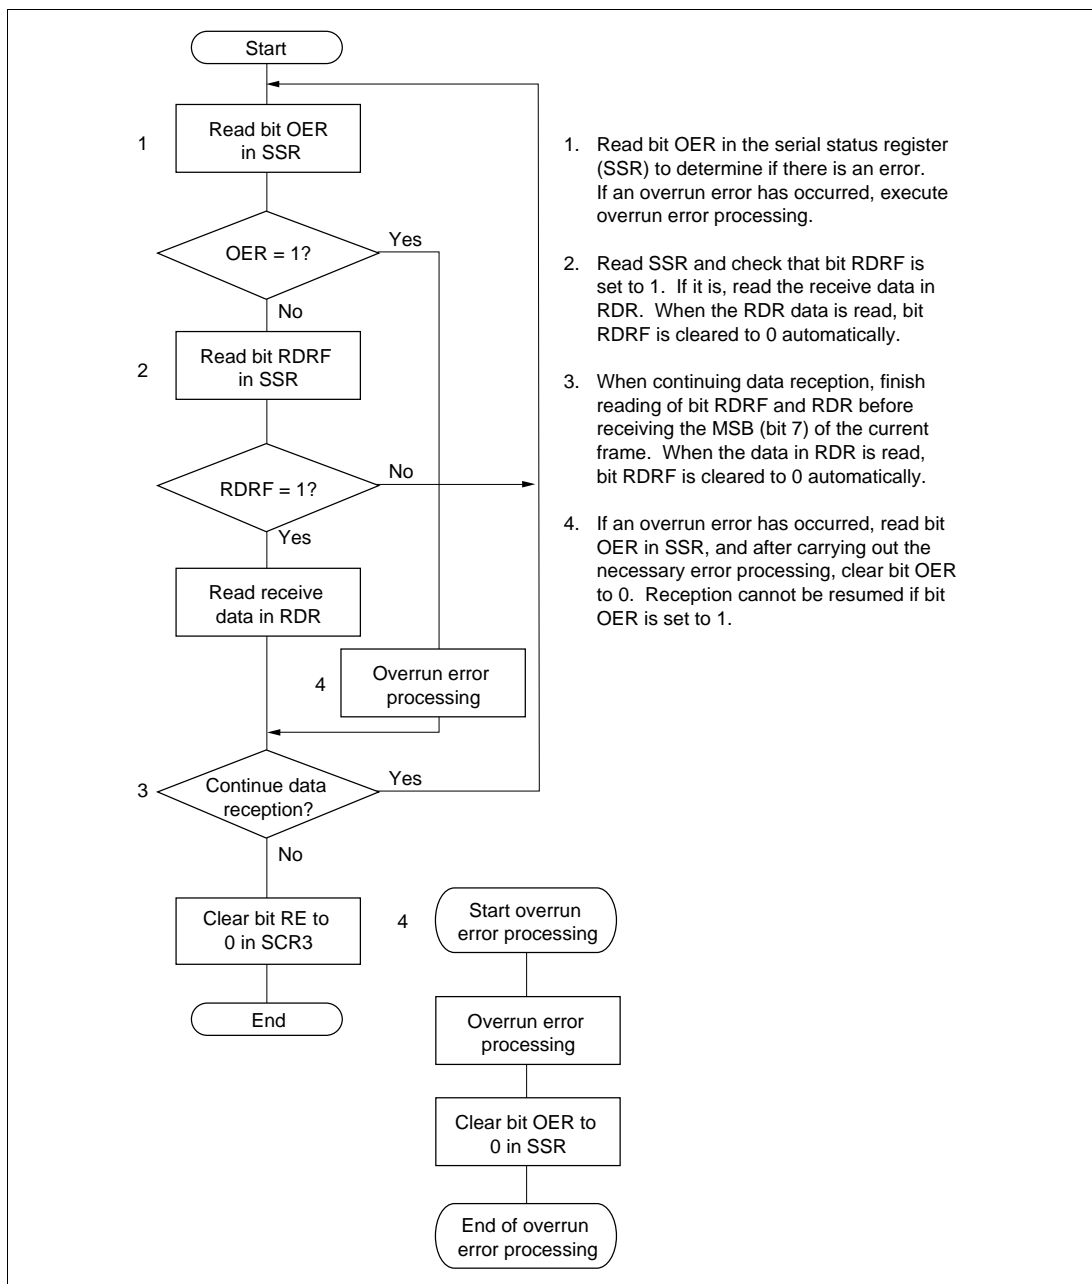 Start
1
Read bit OER
in SSR
OER = 1?
Yes
No
2
Read bit RDRF
in SSR
RDRF = 1?
No
Yes
Read receive
data in RDR
4
Overrun error
processing
3
Continue data
reception?
Yes
No
Clear bit RE to
0 in SCR3
End
4
Start overrun
error processing
Overrun error
processing
Clear bit OER to
0 in SSR
End of overrun
error processing
1. Read bit OER in the serial status register
(SSR) to determine if there is an error.
If an overrun error has occurred, execute
overrun error processing.
2. Read SSR and check that bit RDRF is
set to 1. If it is, read the receive data in
RDR. When the RDR data is read, bit
RDRF is cleared to 0 automatically.
3. When continuing data reception, finish
reading of bit RDRF and RDR before
receiving the MSB (bit 7) of the current
frame. When the data in RDR is read,
bit RDRF is cleared to 0 automatically.
4. If an overrun error has occurred, read bit
OER in SSR, and after carrying out the
necessary error processing, clear bit OER
to 0. Reception cannot be resumed if bit
OER is set to 1.